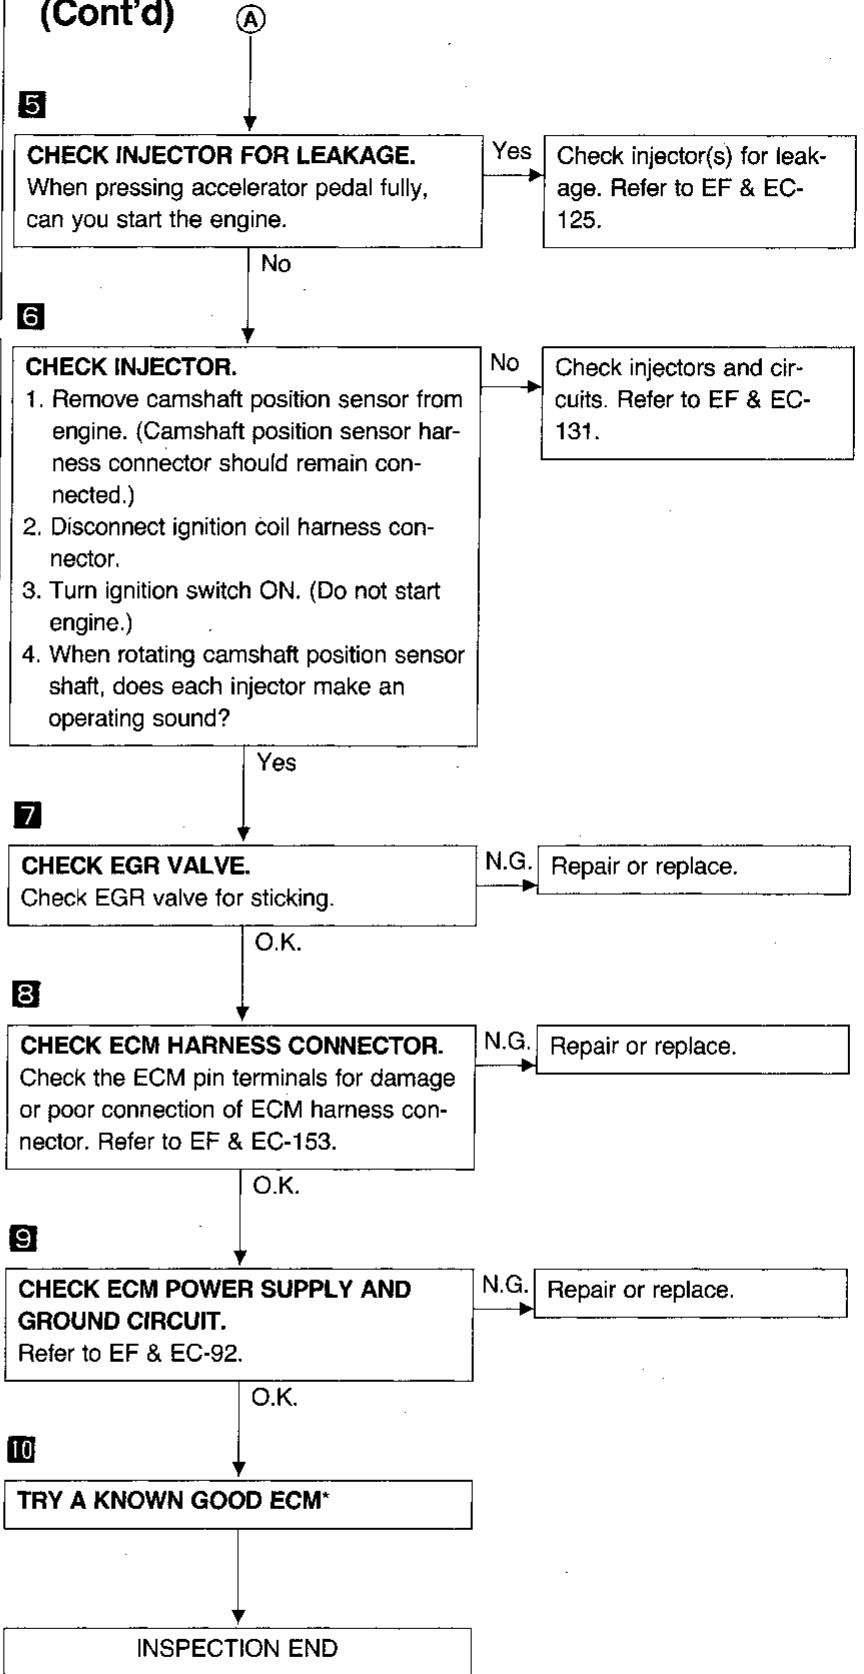 (Cont'd)
A
5
CHECK INJECTOR FOR LEAKAGE.
When pressing accelerator pedal fully,
can you start the engine.
Yes
Check injector(s) for leak-
age. Refer to EF & EC-
125.
No
6
CHECK INJECTOR.
1. Remove camshaft position sensor from
engine. (Camshaft position sensor har-
ness connector should remain con-
nected.)
2. Disconnect ignition coil harness con-
nector.
3. Turn ignition switch ON. (Do not start
engine.)
4. When rotating camshaft position sensor
shaft, does each injector make an
operating sound?
No
Check injectors and cir-
cuits. Refer to EF & EC-
131.
Yes
7
CHECK EGR VALVE.
Check EGR valve for sticking.
N.G.
Repair or replace.
O.K.
8
CHECK ECM HARNESS CONNECTOR.
Check the ECM pin terminals for damage
or poor connection of ECM harness con-
nector. Refer to EF & EC-153.
N.G.
Repair or replace.
O.K.
9
CHECK ECM POWER SUPPLY AND
GROUND CIRCUIT.
Refer to EF & EC-92.
N.G.
Repair or replace.
O.K.
10
TRY A KNOWN GOOD ECM*
INSPECTION END